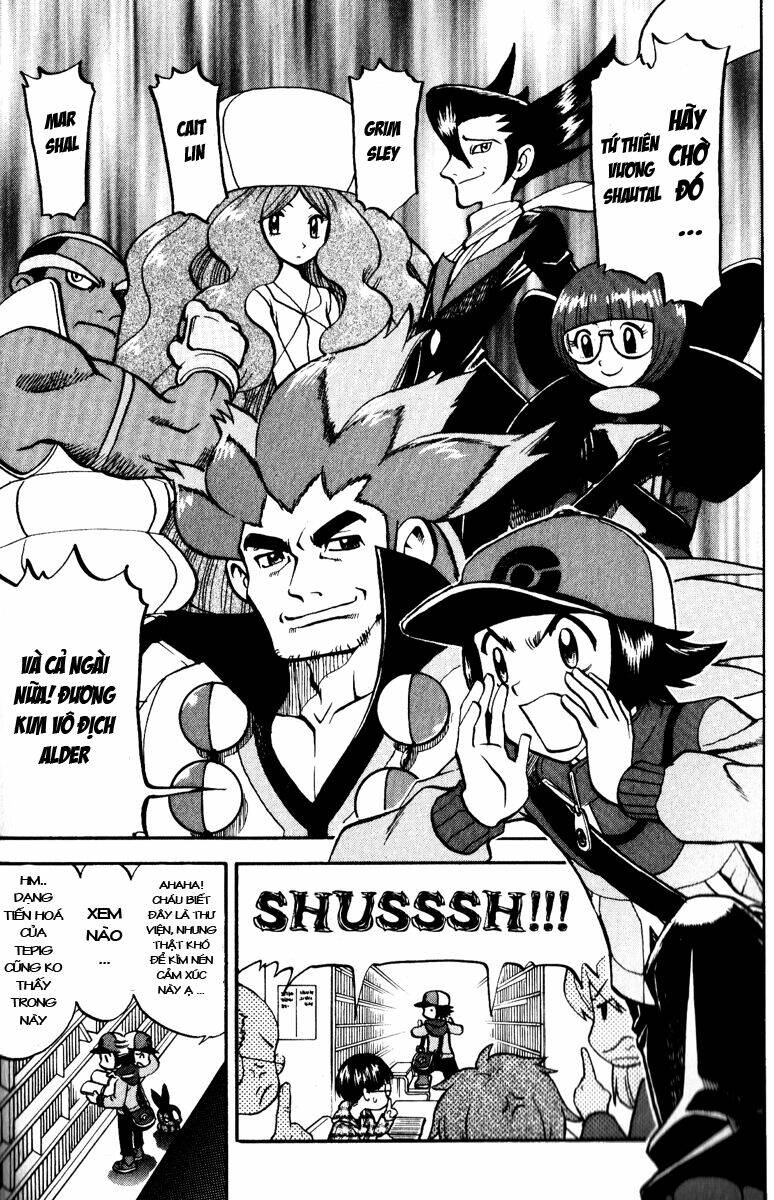 HÃY
CHỜ
ĐÓ
...
TỨ THIÊN
VƯƠNG
SHAUTAL
GRIM
SLEY
CAIT
LIN
MAR
SHAL
VÀ CẢ NGÀI
NỮA! ĐƯƠNG
KIM VÔ ĐỊCH
ALDER
SHUSSSH!!!
AHAHA!
CHÁU BIẾT
ĐÂY LÀ THƯ
VIỆN, NHƯNG
THẬT KHÓ
ĐỂ KÌM NÉN
CẢM XÚC
NÀY Ạ ...
XEM
NÀO
...
HM..
DẠNG
TIẾN HOÁ
CỦA
TEPIG
CŨNG KO
THẤY
TRONG
NÀY